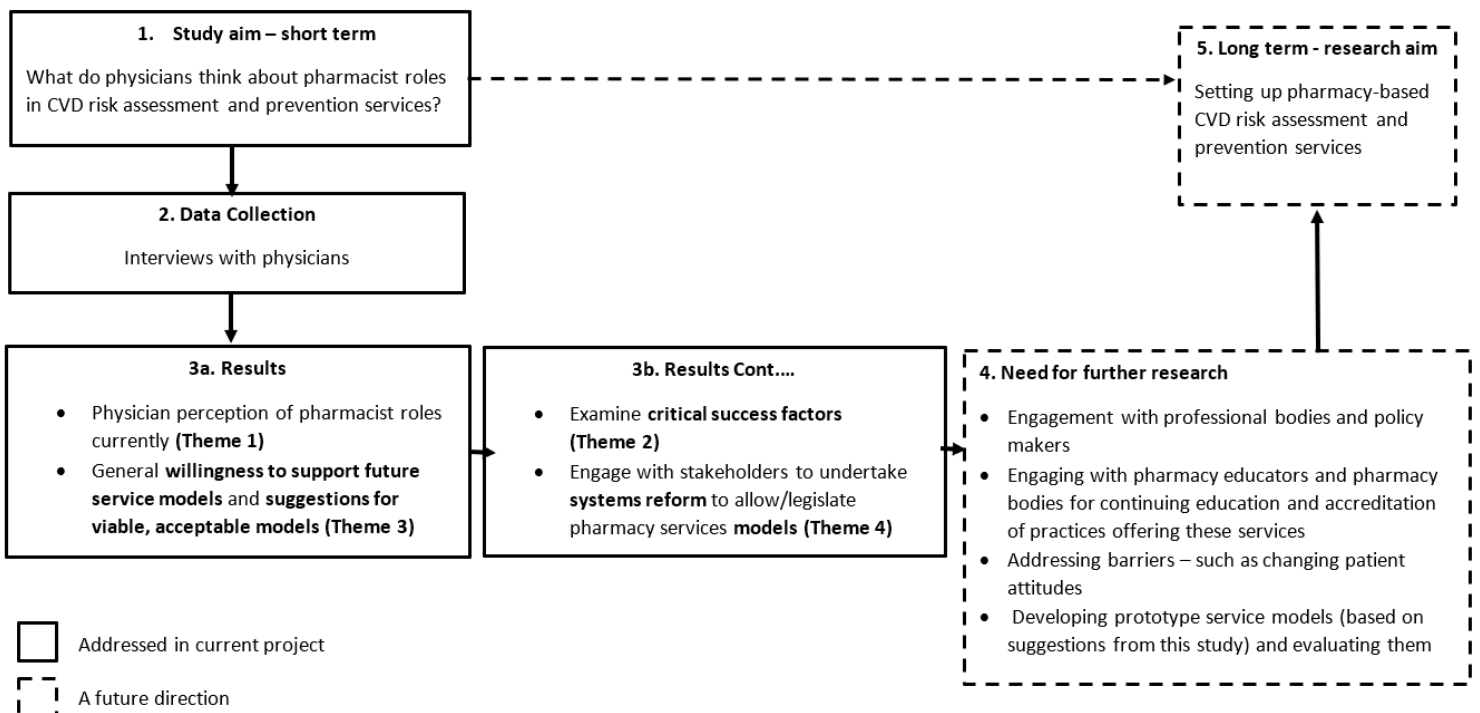 1. Study aim – short term
What do physicians think about pharmacist roles
in CVD risk assessment and prevention services?
2. Data Collection
Interviews with physicians
3a. Results
• Physician perception of pharmacist roles
currently (Theme 1)
• General willingness to support future
service models and suggestions for
viable, acceptable models (Theme 3)
3b. Results Cont....
• Examine critical success factors
(Theme 2)
• Engage with stakeholders to undertake
systems reform to allow/legislate
pharmacy services models (Theme 4)
4. Need for further research
• Engagement with professional bodies and policy
makers
• Engaging with pharmacy educators and pharmacy
bodies for continuing education and accreditation
of practices offering these services
• Addressing barriers – such as changing patient
attitudes
• Developing prototype service models (based on
suggestions from this study) and evaluating them
5. Long term - research aim
Setting up pharmacy-based
CVD risk assessment and
prevention services
Addressed in current project
A future direction